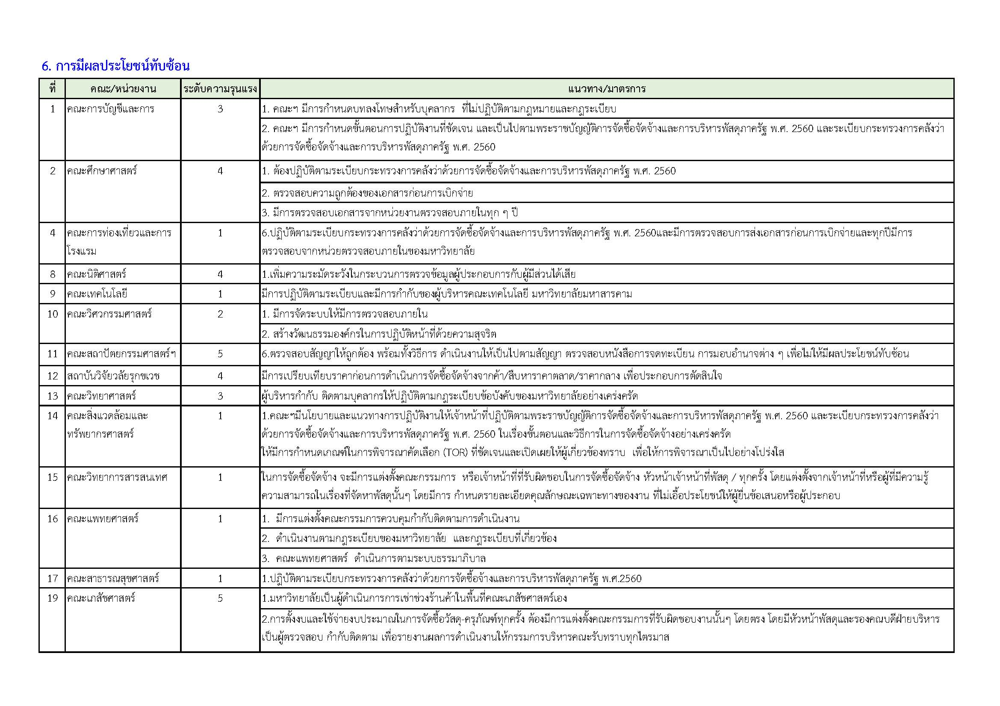 6. การมีผลประโยชน์ทับซ้อน
ที่ คณะ/หน่วยงาน ระดับความรุนแรง แนวทาง/มาตรการ
1 คณะการบัญชีและการ 3 1. คณะฯ มีการกำหนดบทลงโทษสำหรับบุคลากร ที่ไม่ปฏิบัติตามกฎหมายและกฎระเบียบ
2. คณะฯ มีการกำหนดขั้นตอนการปฏิบัติงานที่ชัดเจน และเป็นไปตามพระราชบัญญัติการจัดซื้อจัดจ้างและการบริหารพัสดุภาครัฐ พ.ศ. 2560 และระเบียบกระทรวงการคลังว่า
ด้วยการจัดซื้อจัดจ้างและการบริหารพัสดุภาครัฐ พ.ศ. 2560
2 คณะศึกษาศาสตร์ 4 1. ต้องปฏิบัติตามระเบียบกระทรวงการคลังว่าด้วยการจัดซื้อจัดจ้างและการบริหารพัสดุภาครัฐ พ.ศ. 2560
2. ตรวจสอบความถูกต้องของเอกสารก่อนการเบิกจ่าย
3. มีการตรวจสอบเอกสารจากหน่วยงานตรวจสอบภายในทุก ๆ ปี
4 คณะการท่องเที่ยวและการ 1 6.ปฏิบัติตามระเบียบกระทรวงการคลังว่าด้วยการจัดซื้อจัดจ้างและการบริหารพัสดุภาครัฐ พ.ศ. 2560และมีการตรวจสอบการส่งเอกสารก่อนการเบิกจ่ายและทุกปีมีการ
โรงแรม ตรวจสอบจากหน่วยตรวจสอบภายในของมหาวิทยาลัย
8 คณะนิติศาสตร์ 4 1.เพิ่มความระมัดระวังในกระบวนการตรวจข้อมูลผู้ประกอบการกับผู้มีส่วนได้เสีย
9 คณะเทคโนโลยี 1 มีการปฏิบัติตามระเบียบและมีการกำกับของผู้บริหารคณะเทคโนโลยี มหาวิทยาลัยมหาสารคาม
10 คณะวิศวกรรมศาสตร์ 2 1. มีการจัดระบบให้มีการตรวจสอบภายใน
2. สร้างวัฒนธรรมองค์กรในการปฏิบัติหน้าที่ด้วยความสุจริต
11 คณะสถาปัตยกรรมศาสตร์ฯ 5 6.ตรวจสอบสัญญาให้ถูกต้อง พร้อมทั้งวิธีการ ดำเนินงานให้เป็นไปตามสัญญา ตรวจสอบหนังสือการจดทะเบียน การมอบอำนาจต่าง ๆ เพื่อไม่ให้มีผลประโยชน์ทับซ้อน
12 สถาบันวิจัยวลัยรุกขเวช 4 มีการเปรียบเทียบราคาก่อนการดำเนินการจัดซื้อจัดจ้างจากค้า/สืบหาราคาตลาด/ราคากลาง เพื่อประกอบการตัดสินใจ
13 คณะวิทยาศาสตร์ 3 ผู้บริหารกำกับ ติดตามบุคลากรให้ปฏิบัติตามกฎระเบียบข้อบังคับของมหาวิทยาลัยอย่างเคร่งครัด
14 คณะสิ่งแวดล้อมและ 1 1.คณะฯมีนโยบายและแนวทางการปฏิบัติงานให้เจ้าหน้าที่ปฏิบัติตามพระราชบัญญัติการจัดซื้อจัดจ้างและการบริหารพัสดุภาครัฐ พ.ศ. 2560 และระเบียบกระทรวงการคลังว่า
ทรัพยากรศาสตร์ ด้วยการจัดซื้อจัดจ้างและการบริหารพัสดุภาครัฐ พ.ศ. 2560 ในเรื่องขั้นตอนและวิธีการในการจัดซื้อจัดจ้างอย่างเคร่งครัด
ให้มีการกำหนดเกณฑ์ในการพิจารณาคัดเลือก (TOR) ที่ชัดเจนและเปิดเผยให้ผู้เกี่ยวข้องทราบ เพื่อให้การพิจารณาเป็นไปอย่างโปร่งใส
15 คณะวิทยาการสารสนเทศ 1 ในการจัดซื้อจัดจ้าง จะมีการแต่งตั้งคณะกรรมการ หรือเจ้าหน้าที่ที่รับผิดชอบในการจัดซื้อจัดจ้าง หัวหน้าเจ้าหน้าที่พัสดุ / ทุกครั้ง โดยแต่งตั้งจากเจ้าหน้าที่หรือผู้ที่มีความรู้
ความสามารถในเรื่องที่จัดหาพัสดุนั้นๆ โดยมีการ กำหนดรายละเอียดคุณลักษณะเฉพาะทางของงาน ที่ไม่เอื้อประโยชน์ให้ผู้ยื่นข้อเสนอหรือผู้ประกอบ
16 คณะแพทยศาสตร์ 1 1. มีการแต่งตั้งคณะกรรมการควบคุมกำกับติดตามการดำเนินงาน
2. ดำเนินงานตามกฎระเบียบของมหาวิทยาลัย และกฎระเบียบที่เกี่ยวข้อง
3. คณะแพทยศาสตร์ ดำเนินการตามระบบธรรมาภิบาล
17 คณะสาธารณสุขศาสตร์ 1 1.ปฎิบัติตามระเบียบกระทรวงการคลังว่าด้วยการจัดซื้อจ้างและการบริหารพัสดุภาครัฐ พ.ศ.2560
19 คณะเภสัชศาสตร์ 5 1.มหาวิทยาลัยเป็นผู้ดำเนินการการเช่าช่วงร้านค้าในพื้นที่คณะเภสัชศาสตร์เอง
2.การตั้งงบและใช้จ่ายงบประมาณในการจัดซื้อวัสดุ-ครุภัณฑ์ทุกครั้ง ต้องมีการแต่งตั้งคณะกรรมการที่รับผิดชอบงานนั้นๆ โดยตรง โดยมีหัวหน้าพัสดุและรองคณบดีฝ่ายบริหาร
เป็นผู้ตรวจสอบ กำกับติดตาม เพื่อรายงานผลการดำเนินงานให้กรรมการบริหารคณะรับทราบทุกไตรมาส